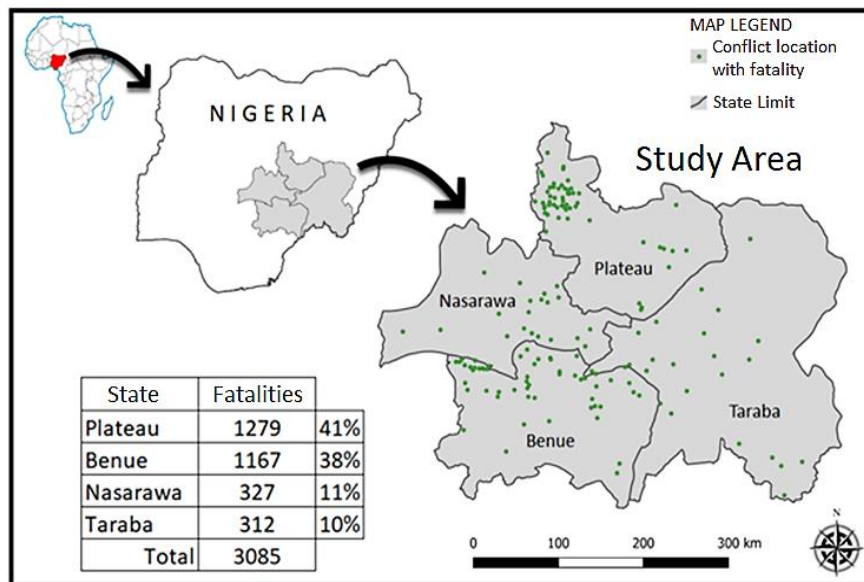 MAP LEGEND
Conflict location
with fatality
State Limit
NIGERIA
Study Area
Plateau
Nasarawa
Taraba
Benue
State Fatalities
Plateau 1279 41%
Benue 1167 38%
Nasarawa 327 11%
Taraba 312 10%
Total 3085
N
0 100 200 300 km